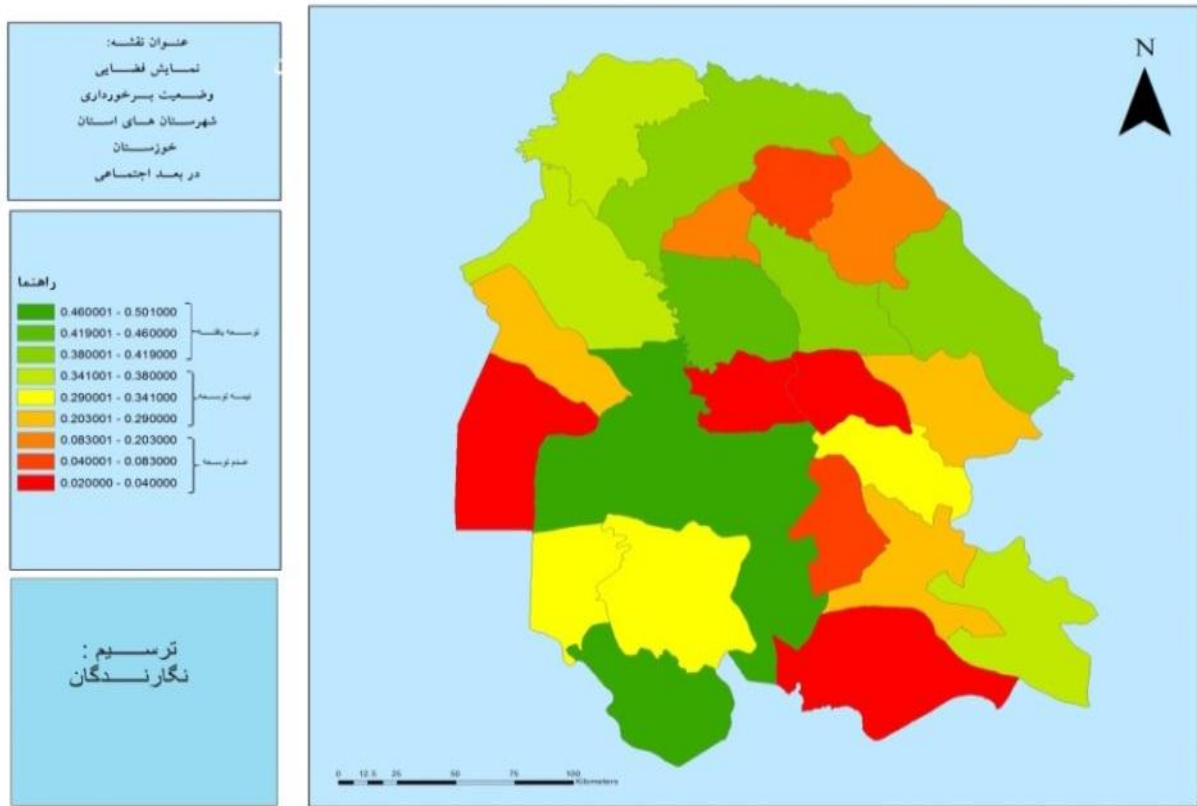 عنوان نقشه:
نمایش فضایی
وضعیت برخورداری
شهرستان های استان
خوزستان
در بعد اجتماعی
راهنما
0.460001 - 0.501000
0.419001 - 0.460000
0.380001 - 0.419000
توسعه یافته
0.341001 - 0.380000
0.290001 - 0.341000
0.203001 - 0.290000
نیمه توسعه
0.083001 - 0.203000
0.040001 - 0.083000
0.020000 - 0.040000
عدم توسعه
ترسیم :
نگارندگان
N
0 12.5 25 50 75 100
Kilometers